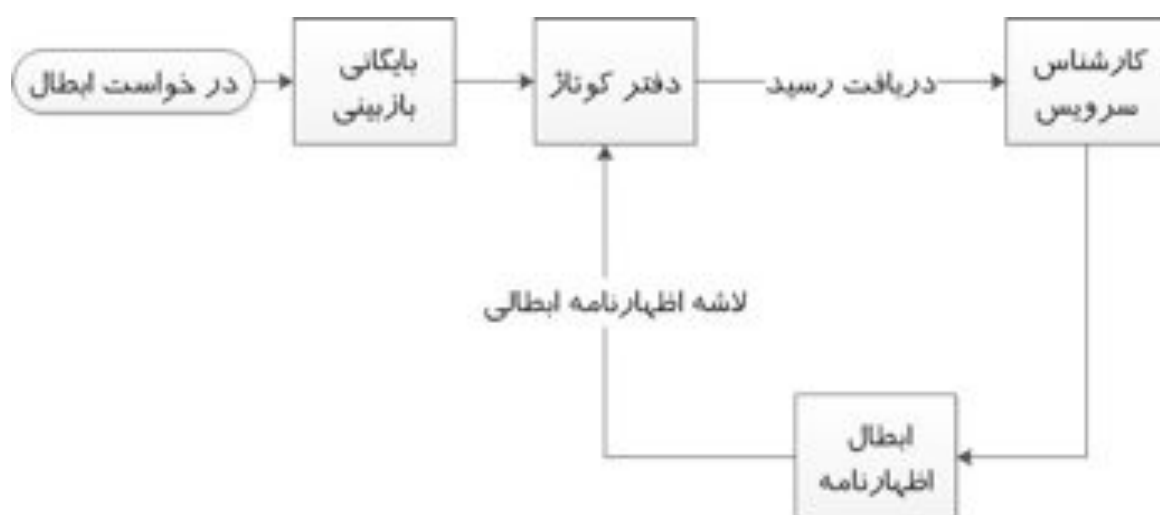 در خواست ابطال
بایگانی
بازبینی
دفتر کوتاژ
دریافت رسید
کارشناس
سرویس
لاشه اظهارنامه ابطالی
ابطال
اظهارنامه